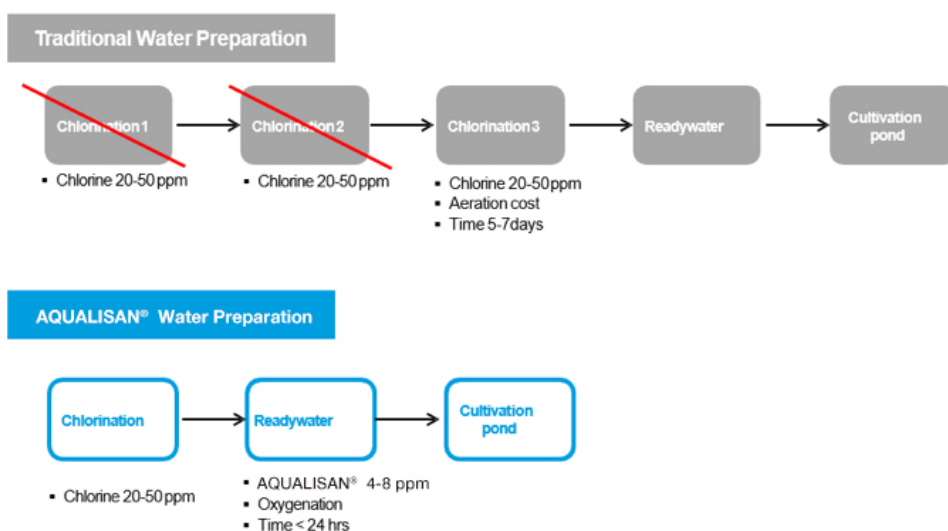 Traditional Water Preparation
Chlorination 1
Chlorination 2
Chlorination 3
Readywater
Cultivation
pond
▪ Chlorine 20-50 ppm
▪ Chlorine 20-50 ppm
▪ Chlorine 20-50 ppm
▪ Aeration cost
▪ Time 5-7days
AQUALISAN® Water Preparation
Chlorination
Readywater
Cultivation
pond
▪ Chlorine 20-50 ppm
▪ AQUALISAN® 4-8 ppm
▪ Oxygenation
▪ Time < 24 hrs